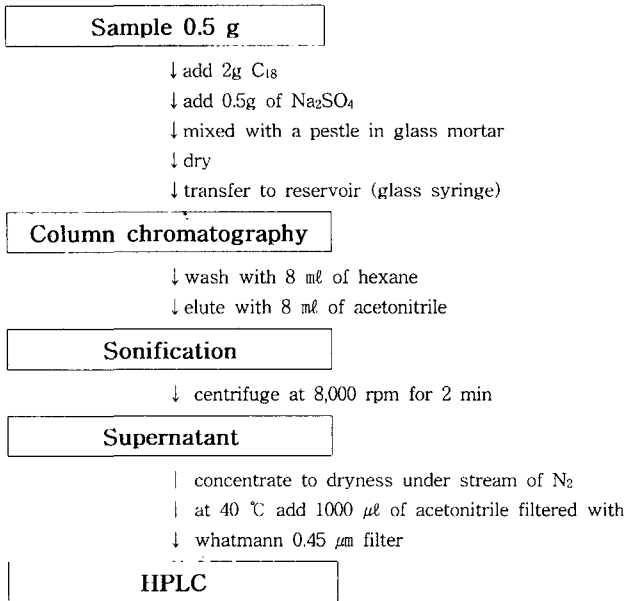 Sample 0.5 g
↓ add 2g C₁₈
↓ add 0.5g of Na₂SO₄
↓ mixed with a pestle in glass mortar
↓ dry
↓ transfer to reservoir (glass syringe)
Column chromatography
↓ wash with 8 ㎖ of hexane
↓ elute with 8 ㎖ of acetonitrile
Sonification
↓ centrifuge at 8,000 rpm for 2 min
Supernatant
| concentrate to dryness under stream of N₂
| at 40 ℃ add 1000 ㎕ of acetonitrile filtered with
↓ whatmann 0.45 ㎛ filter
HPLC